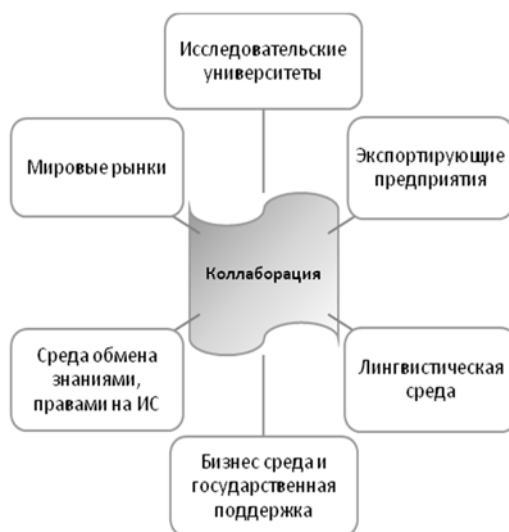 Исследовательские
университеты
Мировые рынки
Экспортирующие
предприятия
Коллаборация
Среда обмена
знаниями,
правами на ИС
Лингвистическая
среда
Бизнес среда и
государственная
поддержка